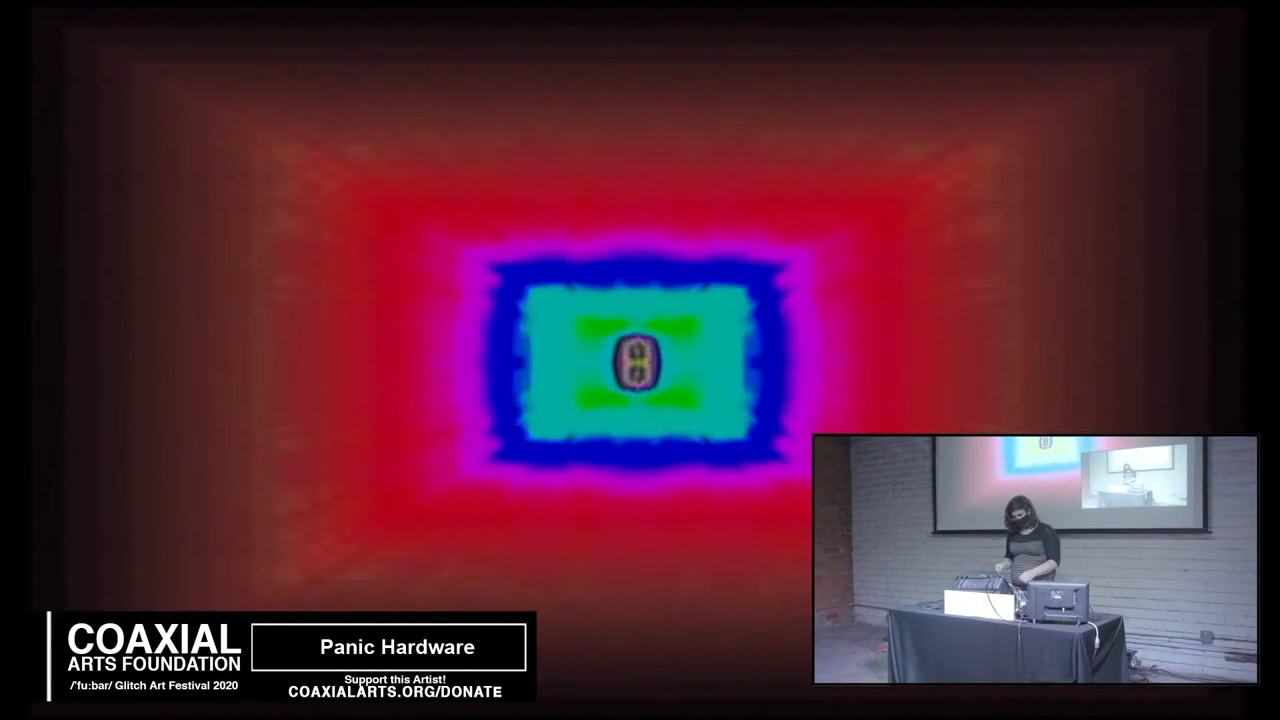 COAXIAL
ARTS FOUNDATION
/'fu:bar/ Glitch Art Festival 2020
Panic Hardware
Support this Artist!
COAXIALARTS.ORG/DONATE